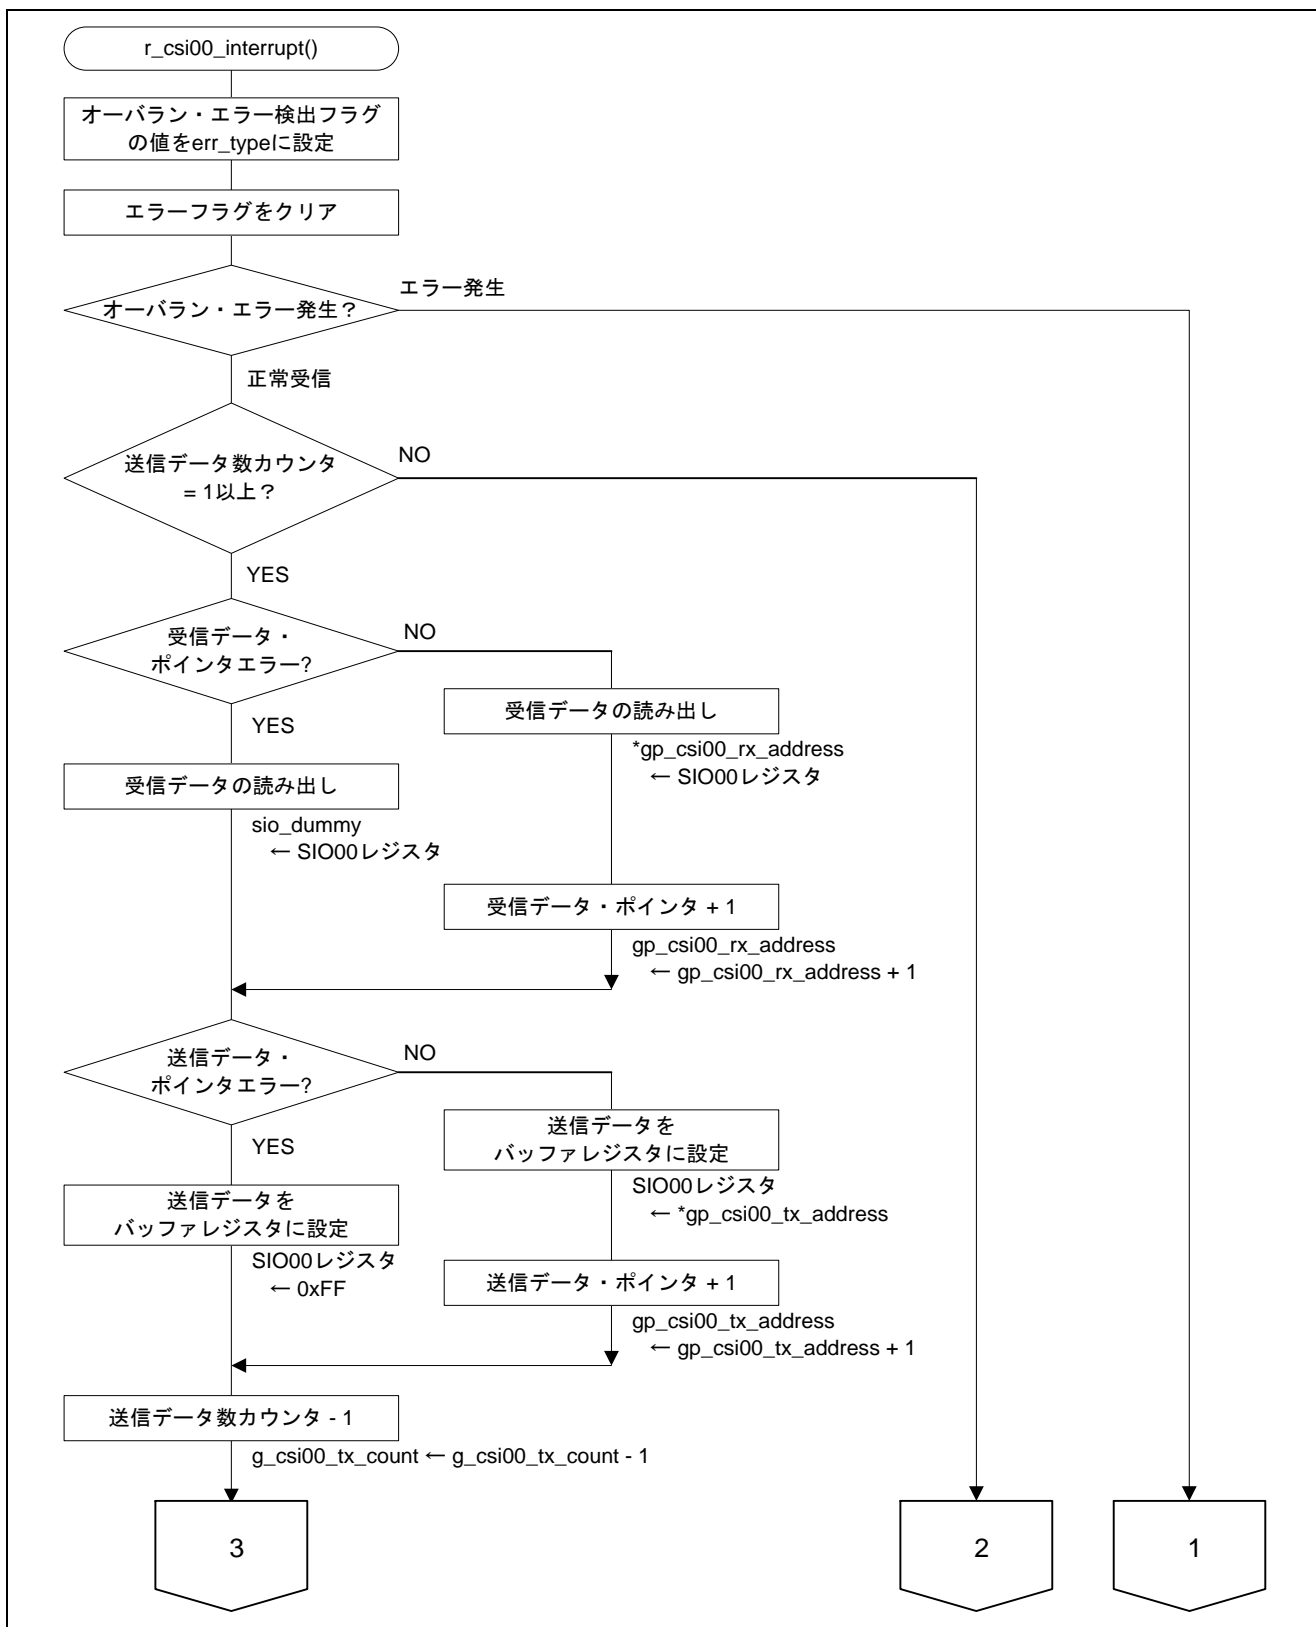 r_csi00_interrupt()
オーバラン・エラー検出フラグ
の値をerr_typeに設定
エラーフラグをクリア
オーバラン・エラー発生？
エラー発生
正常受信
送信データ数カウンタ
= 1以上？
NO
YES
受信データ・
ポインタエラー?
NO
YES
受信データの読み出し
*gp_csi00_rx_address
← SIO00レジスタ
受信データの読み出し
sio_dummy
← SIO00レジスタ
受信データ・ポインタ + 1
gp_csi00_rx_address
← gp_csi00_rx_address + 1
送信データ・
ポインタエラー?
NO
YES
送信データを
バッファレジスタに設定
SIO00レジスタ
← *gp_csi00_tx_address
送信データを
バッファレジスタに設定
SIO00レジスタ
← 0xFF
送信データ・ポインタ + 1
gp_csi00_tx_address
← gp_csi00_tx_address + 1
送信データ数カウンタ - 1
g_csi00_tx_count ← g_csi00_tx_count - 1
3
2
1